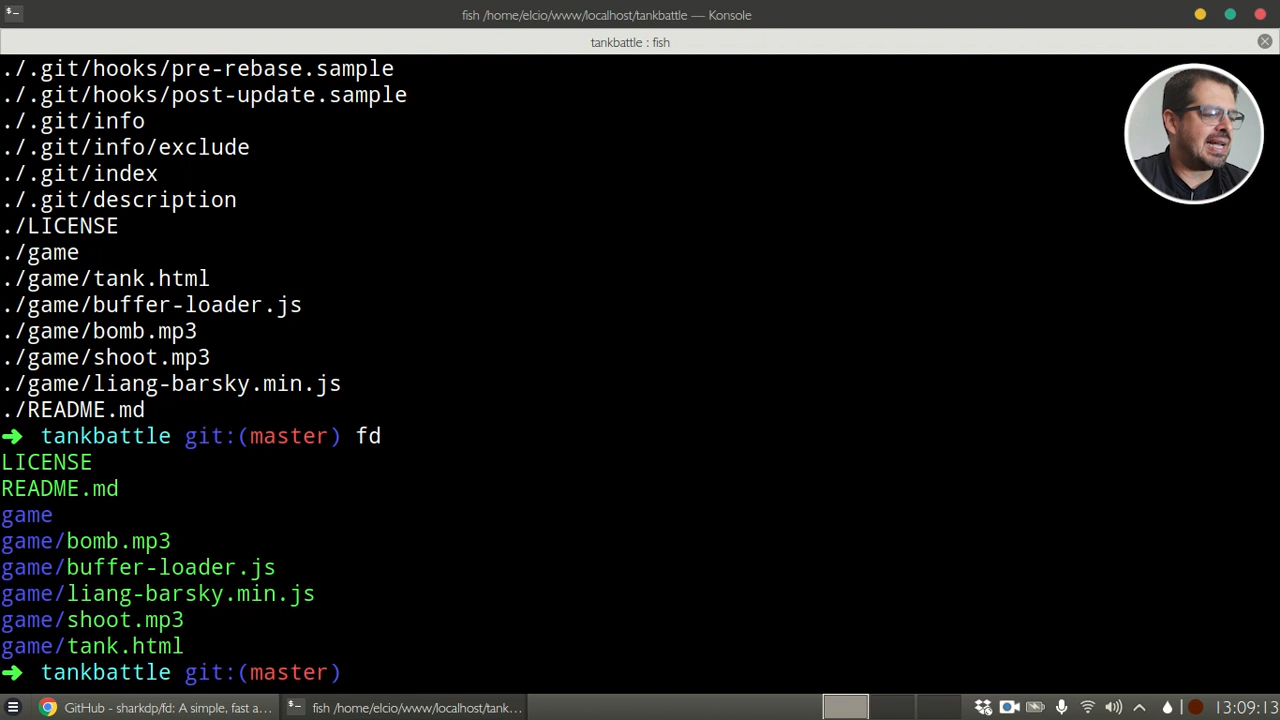 fish /home/elcio/www/localhost/tankbattle — Konsole
tankbattle : fish
./.git/hooks/pre-rebase.sample
./.git/hooks/post-update.sample
./.git/info
./.git/info/exclude
./.git/index
./.git/description
./LICENSE
./game
./game/tank.html
./game/buffer-loader.js
./game/bomb.mp3
./game/shoot.mp3
./game/liang-barsky.min.js
./README.md
➜ tankbattle git:(master) fd
LICENSE
README.md
game
game/bomb.mp3
game/buffer-loader.js
game/liang-barsky.min.js
game/shoot.mp3
game/tank.html
➜ tankbattle git:(master)
GitHub - sharkdp/fd: A simple, fast a... fish /home/elcio/www/localhost/tank... 13:09:13